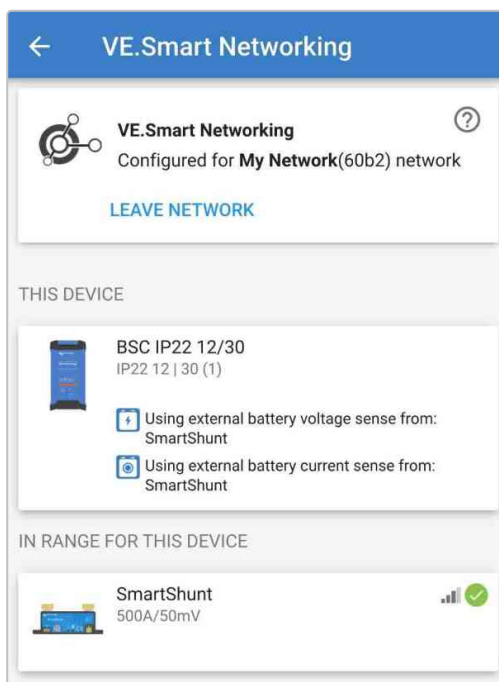 VE.Smart Networking
VE.Smart Networking
Configured for My Network(60b2) network
LEAVE NETWORK
THIS DEVICE
BSC IP22 12/30
IP22 12 | 30 (1)
Using external battery voltage sense from:
SmartShunt
Using external battery current sense from:
SmartShunt
IN RANGE FOR THIS DEVICE
SmartShunt
500A/50mV